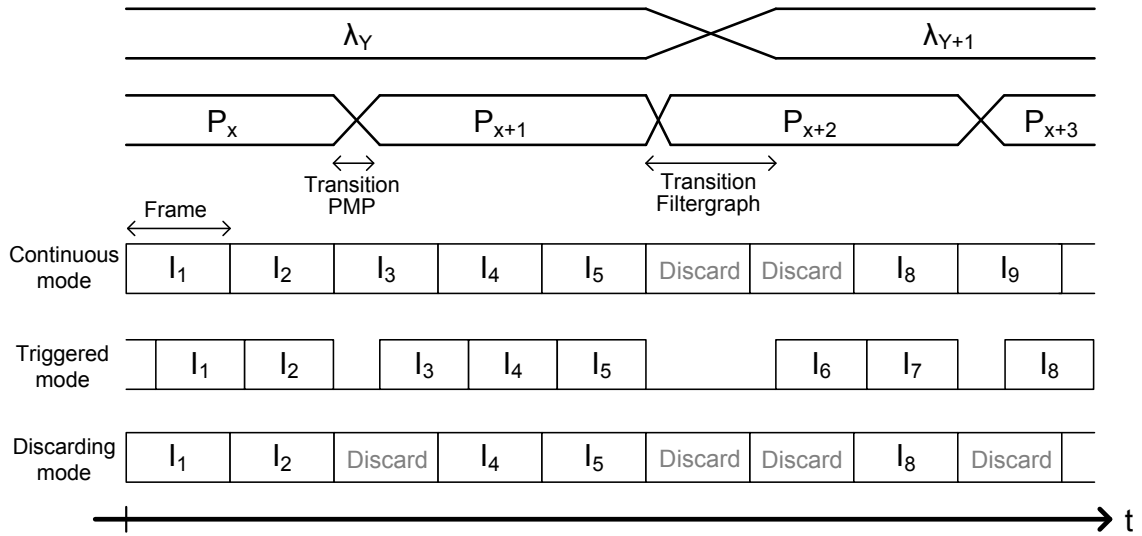 λY λY+1
Px Px+1 Px+2 Px+3
Transition
PMP
Transition
Filtergraph
Frame
Continuous
mode
I1 I2 I3 I4 I5 Discard Discard I8 I9
Triggered
mode
I1 I2 I3 I4 I5 I6 I7 I8
Discarding
mode
I1 I2 Discard I4 I5 Discard Discard I8 Discard
t